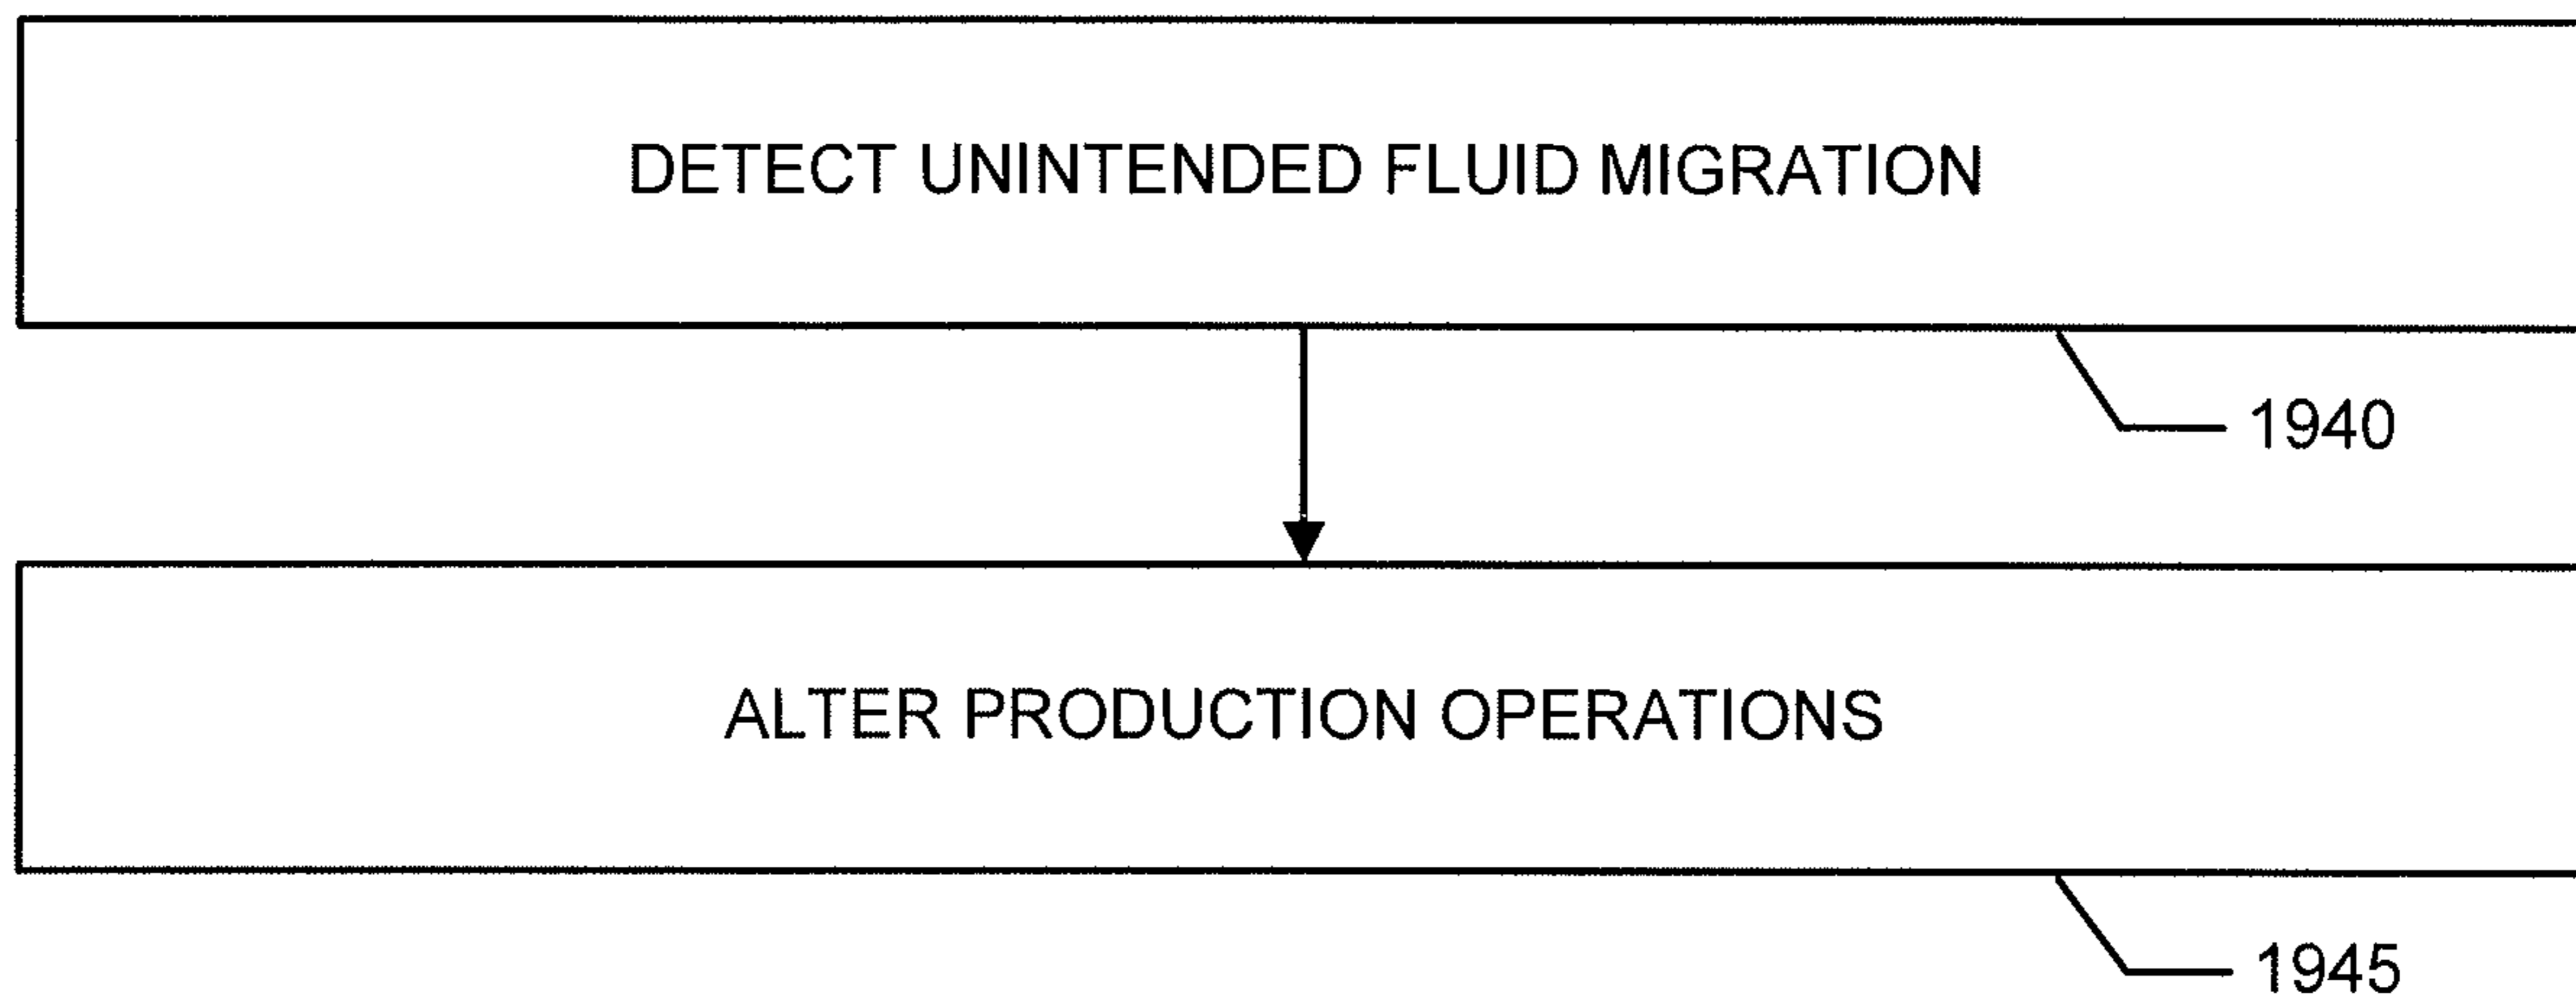 DETECT UNINTENDED FLUID MIGRATION
1940
ALTER PRODUCTION OPERATIONS
1945